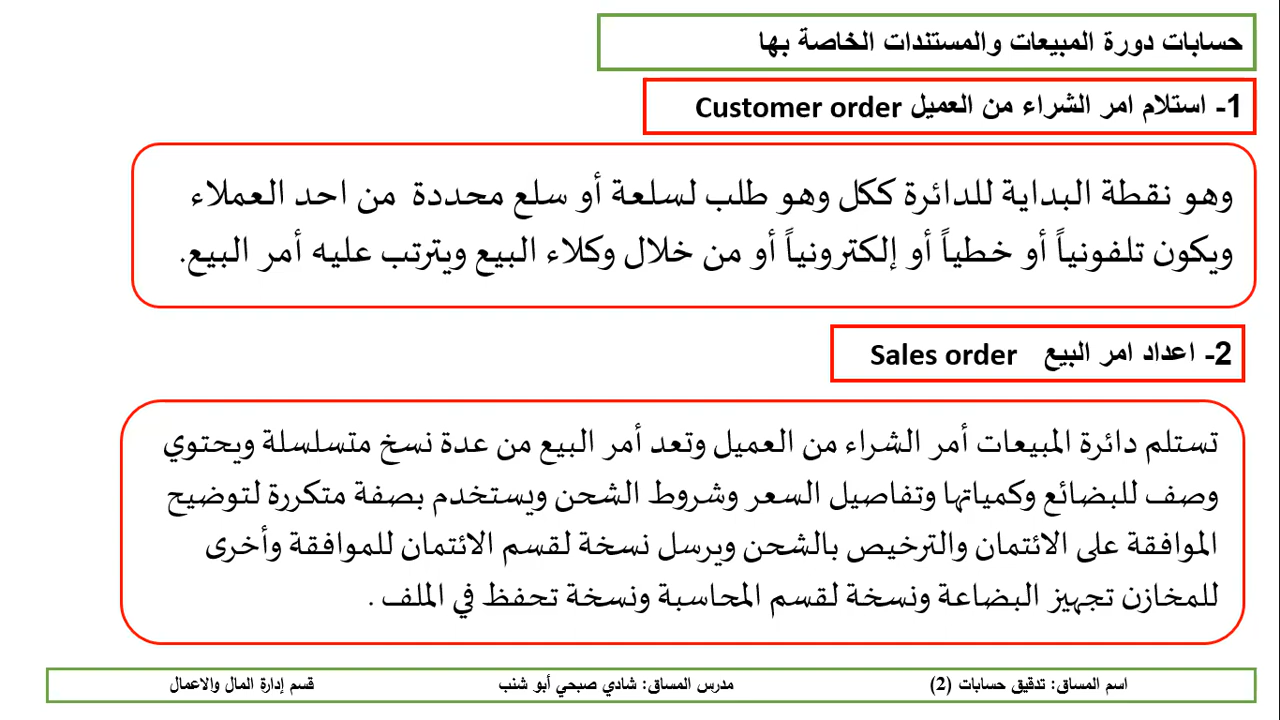 حسابات دورة المبيعات والمستندات الخاصة بها
1- استلام امر الشراء من العميل Customer order
وهو نقطة البداية للدائرة ككل وهو طلب لسلعة أو سلع محددة من احد العملاء
ويكون تلفونياً أو خطياً أو إلكترونياً أو من خلال وكلاء البيع ويترتب عليه أمر البيع.
2- اعداد امر البيع Sales order
تستلم دائرة المبيعات أمر الشراء من العميل وتعد أمر البيع من عدة نسخ متسلسلة ويحتوي
وصف للبضائع وكمياتها وتفاصيل السعر وشروط الشحن ويستخدم بصفة متكررة لتوضيح
الموافقة على الائتمان والترخيص بالشحن ويرسل نسخة لقسم الائتمان للموافقة وأخرى
للمخازن تجهيز البضاعة ونسخة لقسم المحاسبة ونسخة تحفظ في الملف .
اسم المساق: تدقيق حسابات (2) مدرس المساق: شادي صبحي أبو شنب قسم إدارة المال والاعمال